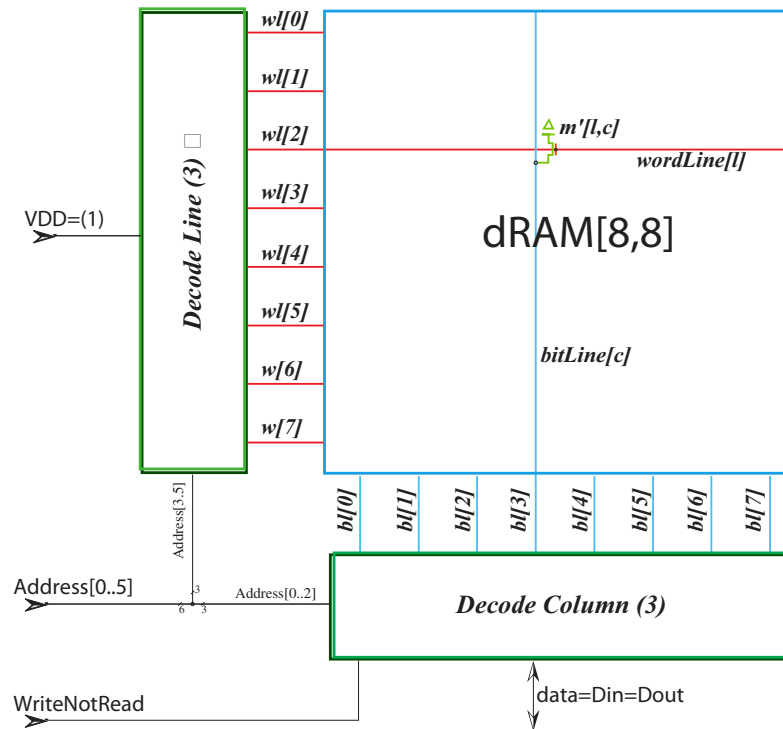 wl[0]
wl[1]
m'[l,c]
wl[2]
wordLine[l]
Decode Line (3)
wl[3]
VDD=(1)
dRAM[8,8]
wl[4]
wl[5]
bitLine[c]
w[6]
w[7]
bl[0]
bl[1]
bl[2]
bl[3]
bl[4]
bl[5]
bl[6]
bl[7]
Address[3.5]
Address[0..5]
3
6
3
Address[0..2]
Decode Column (3)
WriteNotRead
data=Din=Dout